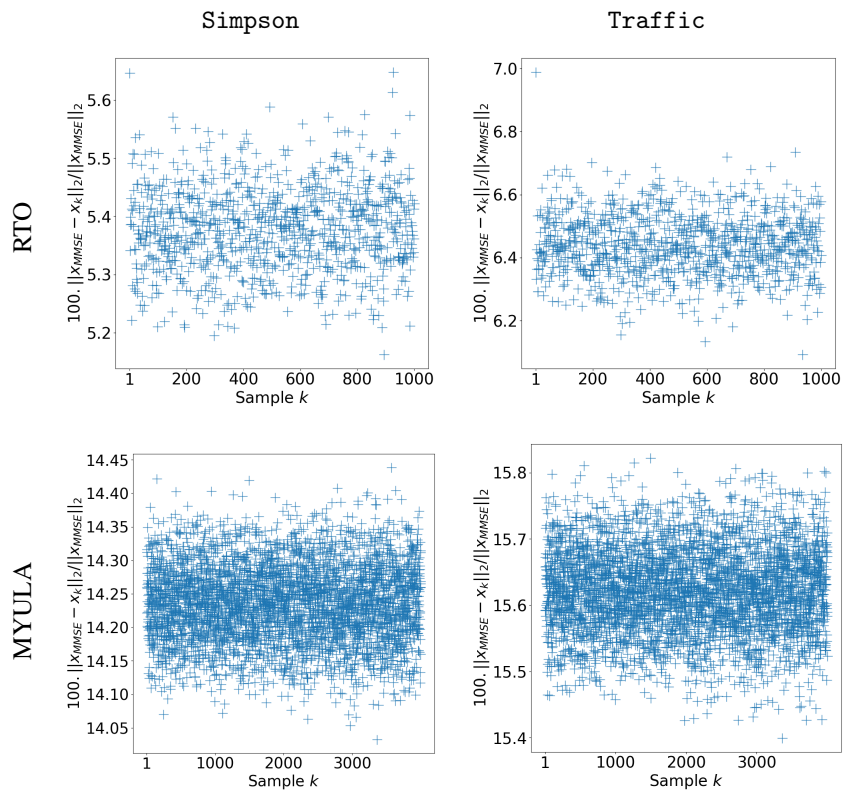 Simpson
Traffic
RTO
100. ||x_MMSE − x_k||_2/||x_MMSE||_2
5.6
5.5
5.4
5.3
5.2
1 200 400 600 800 1000
Sample k
100. ||x_MMSE − x_k||_2/||x_MMSE||_2
7.0
6.8
6.6
6.4
6.2
1 200 400 600 800 1000
Sample k
MYULA
100. ||x_MMSE − x_k||_2/||x_MMSE||_2
14.45
14.40
14.35
14.30
14.25
14.20
14.15
14.10
14.05
1 1000 2000 3000
Sample k
100. ||x_MMSE − x_k||_2/||x_MMSE||_2
15.8
15.7
15.6
15.5
15.4
1 1000 2000 3000
Sample k